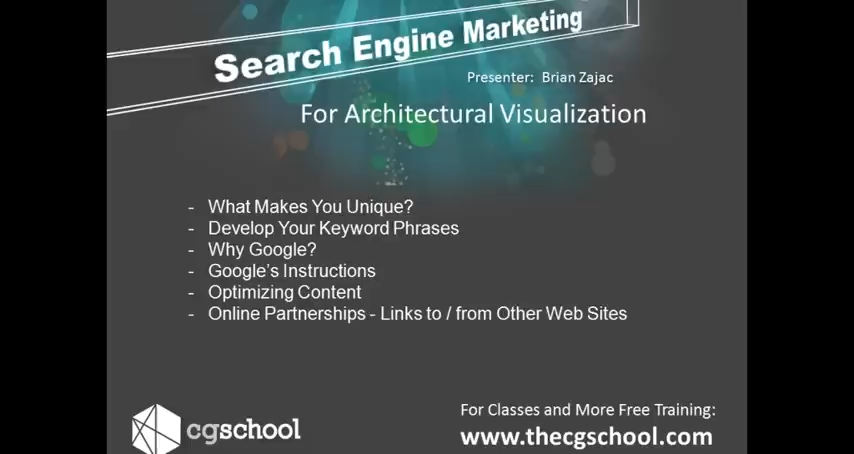 Search Engine Marketing
Presenter: Brian Zajac
For Architectural Visualization
- What Makes You Unique?
- Develop Your Keyword Phrases
- Why Google?
- Google's Instructions
- Optimizing Content
- Online Partnerships - Links to / from Other Web Sites
cgschool
For Classes and More Free Training:
www.thecgschool.com